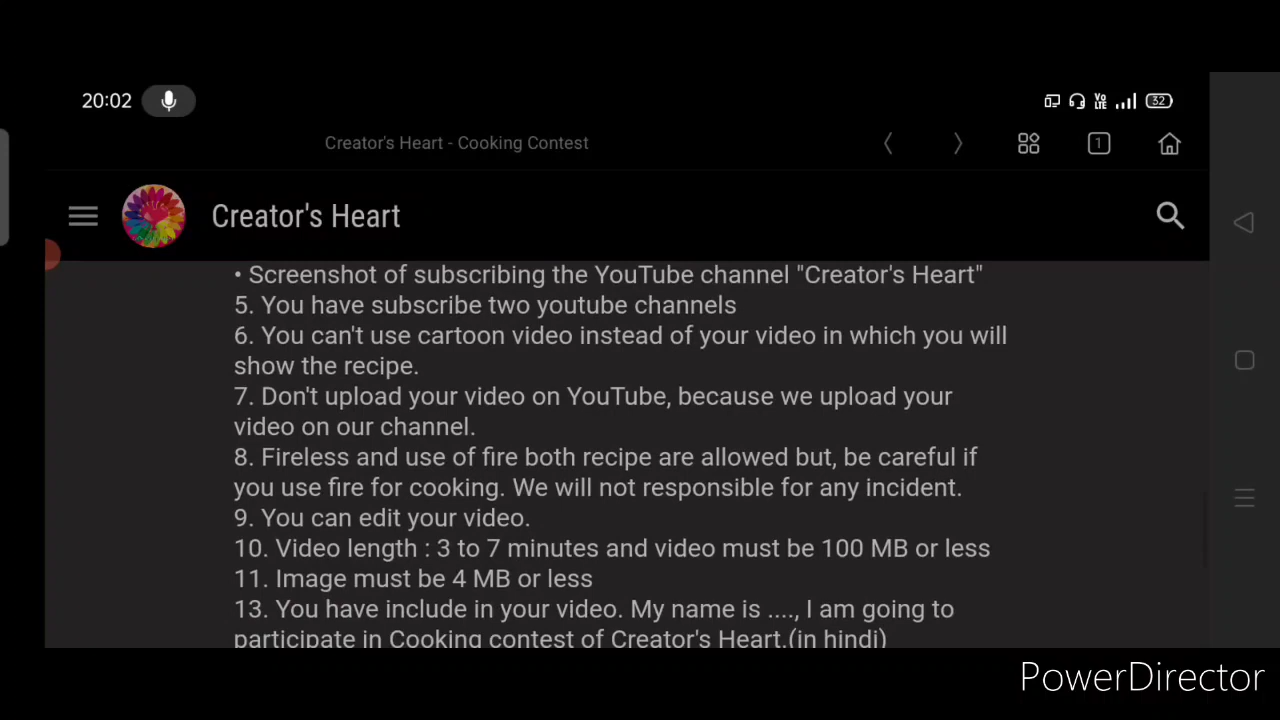 20:02
Vo LTE
32
Creator's Heart - Cooking Contest
1
Creator's Heart
• Screenshot of subscribing the YouTube channel "Creator's Heart"
5. You have subscribe two youtube channels
6. You can't use cartoon video instead of your video in which you will
show the recipe.
7. Don't upload your video on YouTube, because we upload your
video on our channel.
8. Fireless and use of fire both recipe are allowed but, be careful if
you use fire for cooking. We will not responsible for any incident.
9. You can edit your video.
10. Video length : 3 to 7 minutes and video must be 100 MB or less
11. Image must be 4 MB or less
13. You have include in your video. My name is ...., I am going to
participate in Cooking contest of Creator's Heart.(in hindi)
PowerDirector